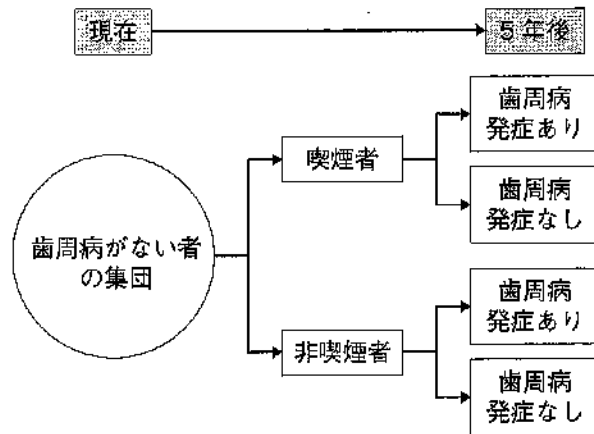 現在
5年後
歯周病がない者
の集団
喫煙者
歯周病
発症あり
歯周病
発症なし
非喫煙者
歯周病
発症あり
歯周病
発症なし